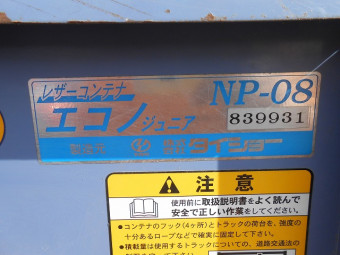 レザーコンテナ
エコノジュニア
NP-08
839931
製造元 株式会社 タイショー
注意
使用前に取扱説明書をよく読んで
安全で正しい作業をしてください。
●コンテナのフック(4ヶ所)とトラックの荷台を、強度の
十分あるロープなどで確実に固定して下さい。
●積載量は使用するトラックについての、道路交通法の